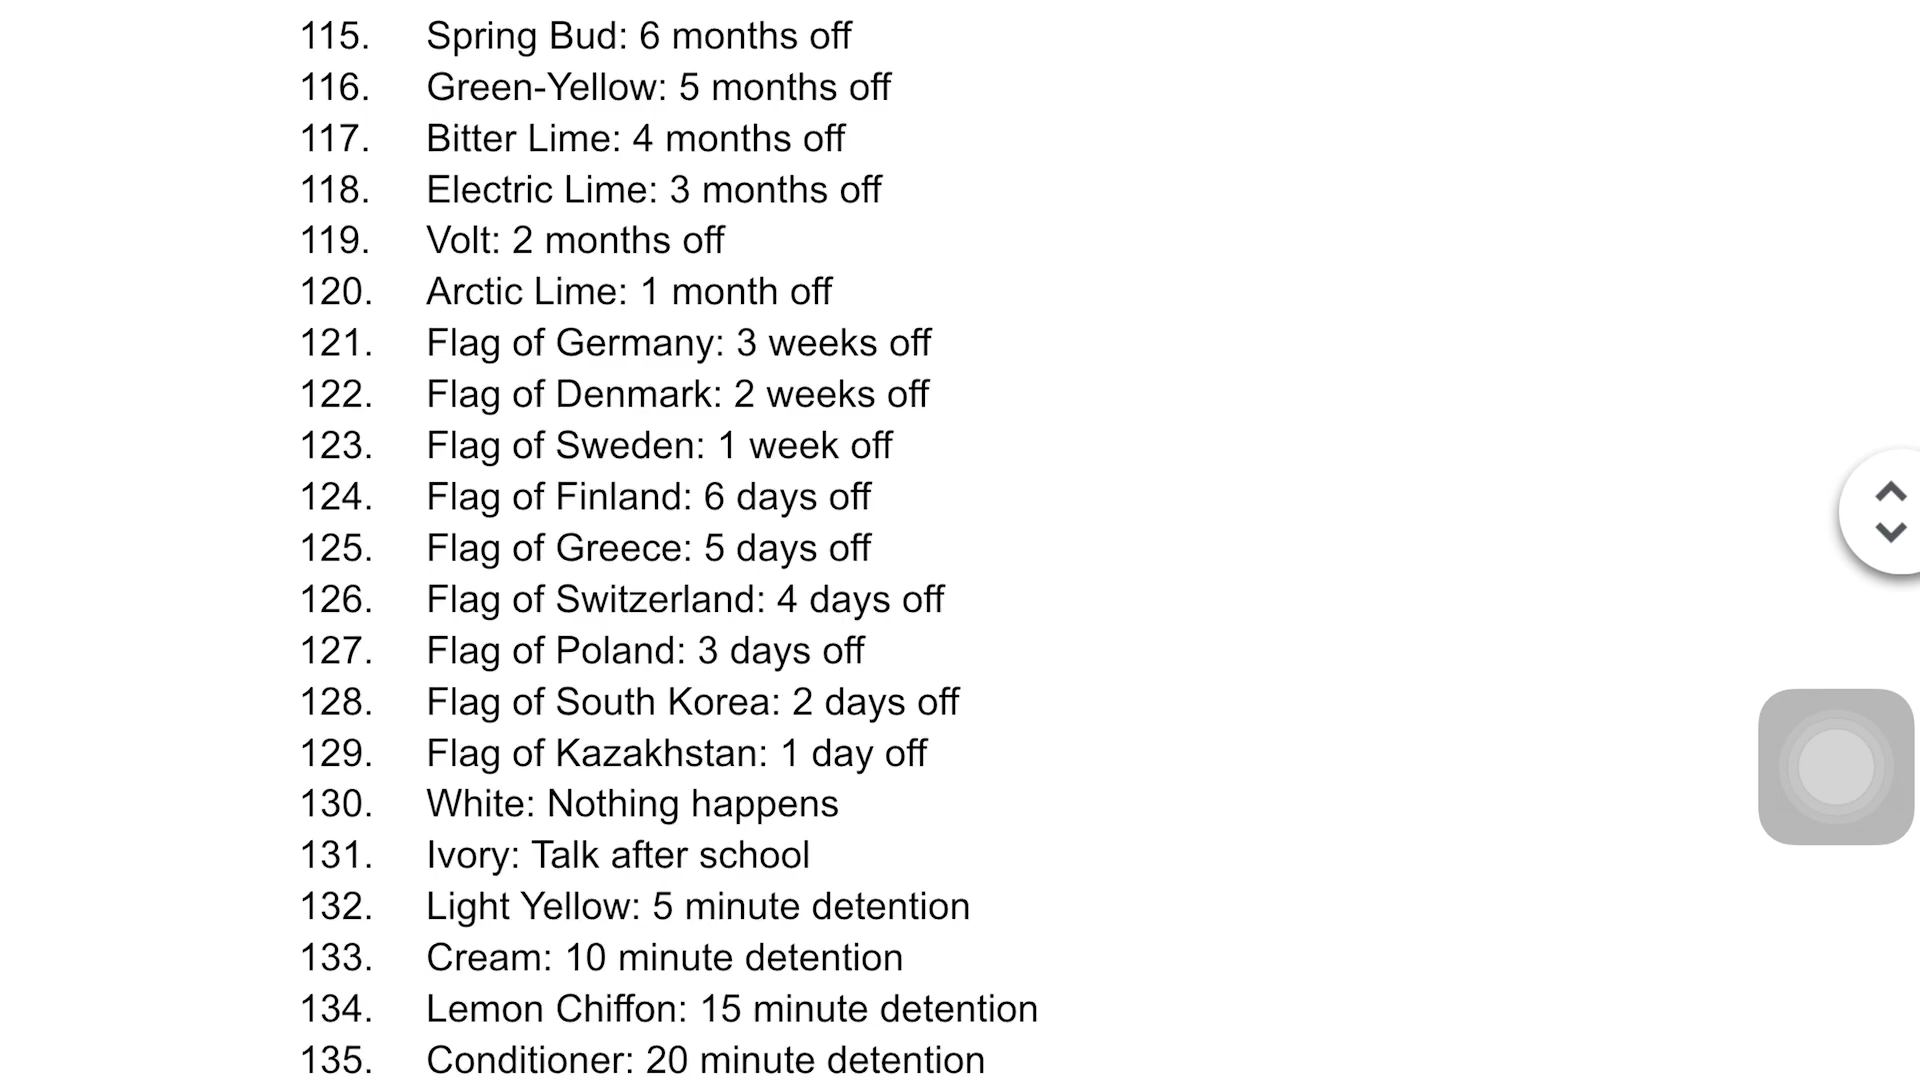 115. Spring Bud: 6 months off
116. Green-Yellow: 5 months off
117. Bitter Lime: 4 months off
118. Electric Lime: 3 months off
119. Volt: 2 months off
120. Arctic Lime: 1 month off
121. Flag of Germany: 3 weeks off
122. Flag of Denmark: 2 weeks off
123. Flag of Sweden: 1 week off
124. Flag of Finland: 6 days off
125. Flag of Greece: 5 days off
126. Flag of Switzerland: 4 days off
127. Flag of Poland: 3 days off
128. Flag of South Korea: 2 days off
129. Flag of Kazakhstan: 1 day off
130. White: Nothing happens
131. Ivory: Talk after school
132. Light Yellow: 5 minute detention
133. Cream: 10 minute detention
134. Lemon Chiffon: 15 minute detention
135. Conditioner: 20 minute detention